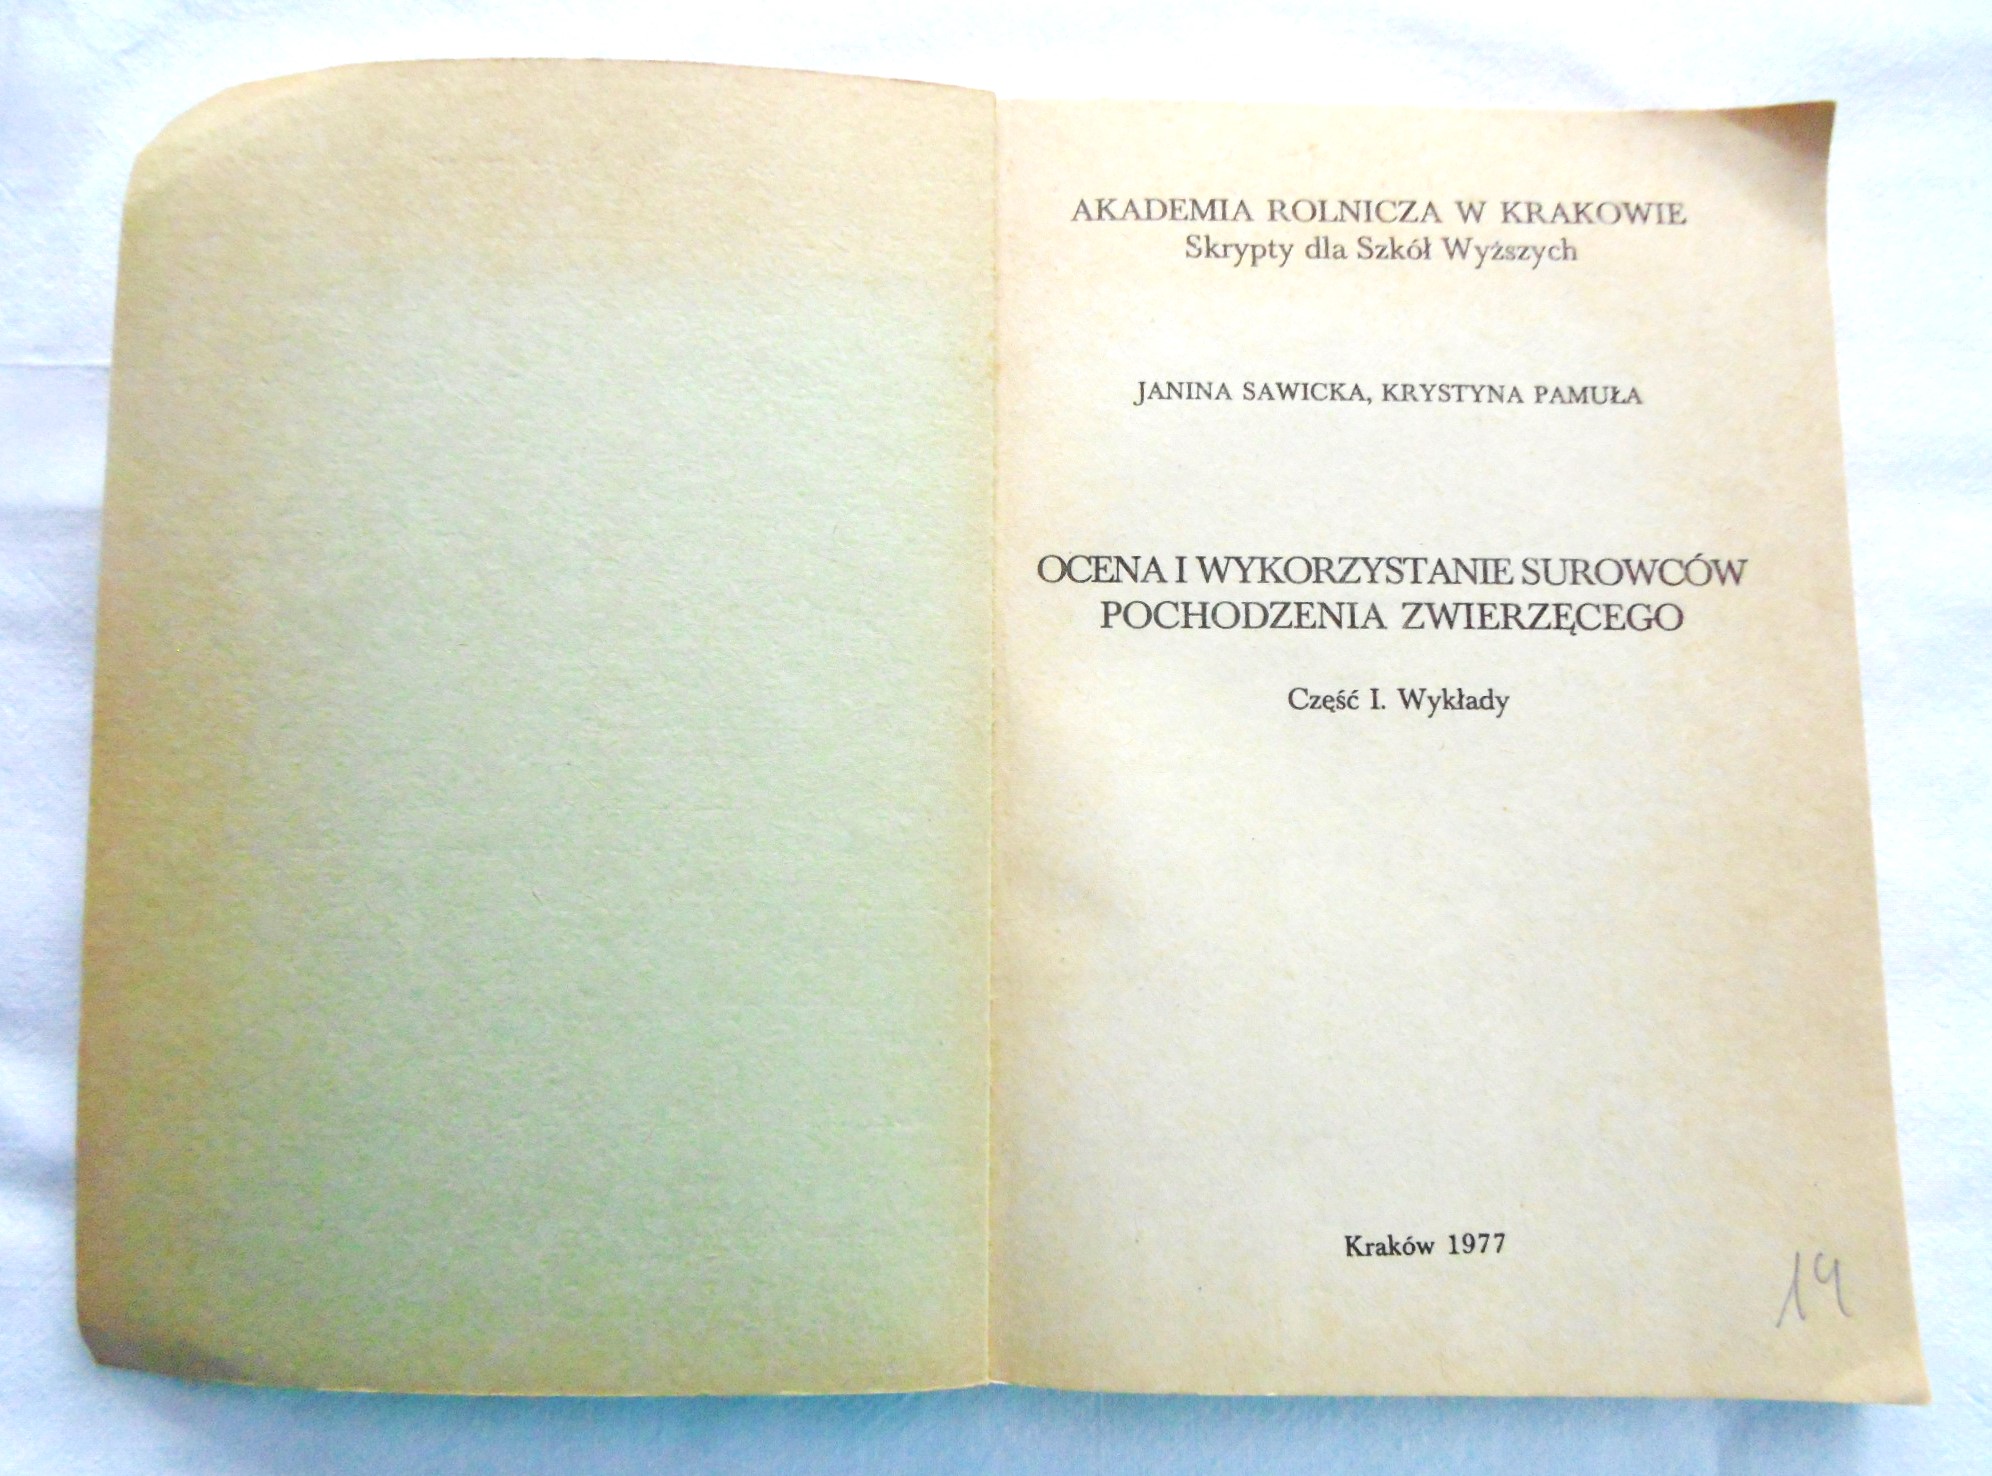 AKADEMIA ROLNICZA W KRAKOWIE
Skrypty dla Szkół Wyższych
JANINA SAWICKA, KRYSTYNA PAMUŁA
OCENA I WYKORZYSTANIE SUROWCÓW
POCHODZENIA ZWIERZĘCEGO
Część I. Wykłady
Kraków 1977